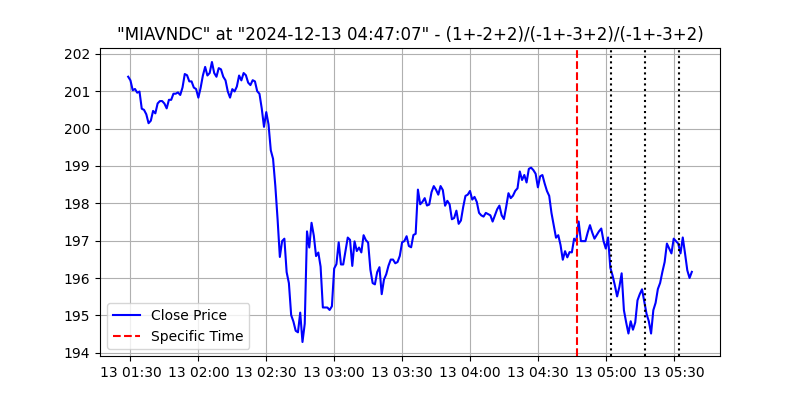 "MIAVNDC" at "2024-12-13 04:47:07" - (1+-2+2)/(-1+-3+2)/(-1+-3+2)
202
201
200
199
198
197
196
195
194
Close Price
Specific Time
13 01:30 13 02:00 13 02:30 13 03:00 13 03:30 13 04:00 13 04:30 13 05:00 13 05:30